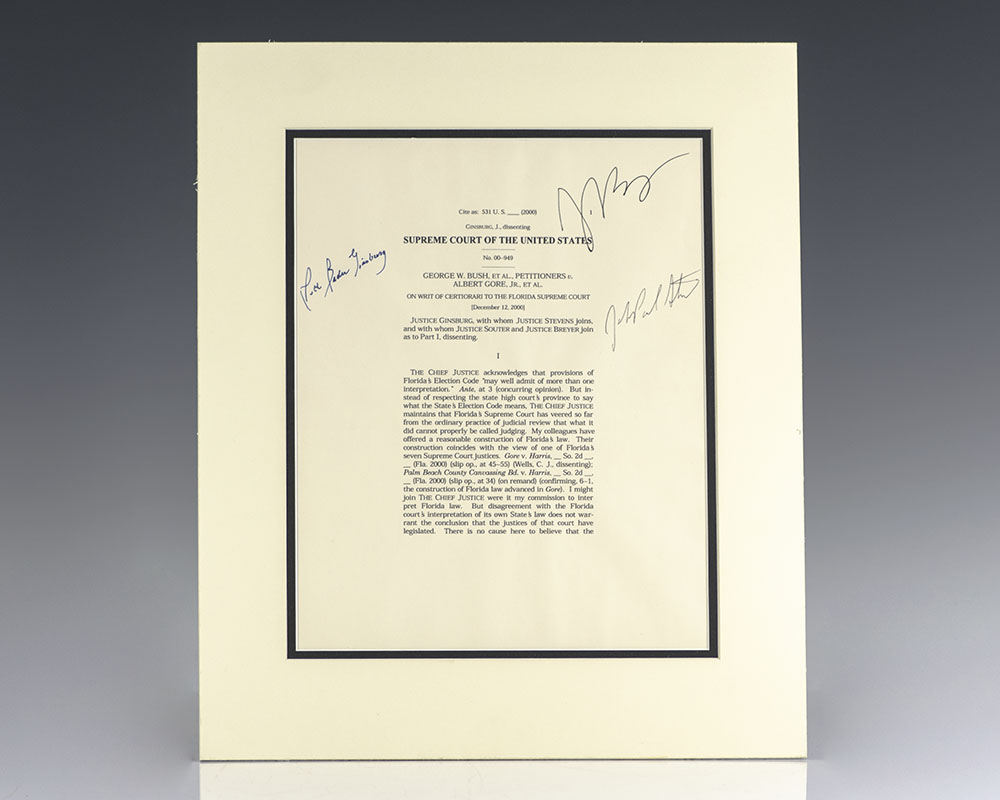 Cite as: 531 U. S. ____ (2000)
1
GINSBURG, J., dissenting
SUPREME COURT OF THE UNITED STATES
No. 00–949
GEORGE W. BUSH, ET AL., PETITIONERS v.
ALBERT GORE, JR., ET AL.
ON WRIT OF CERTIORARI TO THE FLORIDA SUPREME COURT
[December 12, 2000]
Ruth Bader Ginsburg
John Paul Stevens
JUSTICE GINSBURG, with whom JUSTICE STEVENS joins,
and with whom JUSTICE SOUTER and JUSTICE BREYER join
as to Part I, dissenting.
I
THE CHIEF JUSTICE acknowledges that provisions of
Florida's Election Code "may well admit of more than one
interpretation." Ante, at 3 (concurring opinion). But in-
stead of respecting the state high court's province to say
what the State's Election Code means, THE CHIEF JUSTICE
maintains that Florida's Supreme Court has veered so far
from the ordinary practice of judicial review that what it
did cannot properly be called judging. My colleagues have
offered a reasonable construction of Florida's law. Their
construction coincides with the view of one of Florida's
seven Supreme Court justices. Gore v. Harris, __ So. 2d __,
__ (Fla. 2000) (slip op., at 45–55) (Wells, C. J., dissenting);
Palm Beach County Canvassing Bd. v. Harris, __ So. 2d __,
__ (Fla. 2000) (slip op., at 34) (on remand) (confirming, 6–1,
the construction of Florida law advanced in Gore). I might
join THE CHIEF JUSTICE were it my commission to inter
pret Florida law. But disagreement with the Florida
court's interpretation of its own State's law does not war-
rant the conclusion that the justices of that court have
legislated. There is no cause here to believe that the